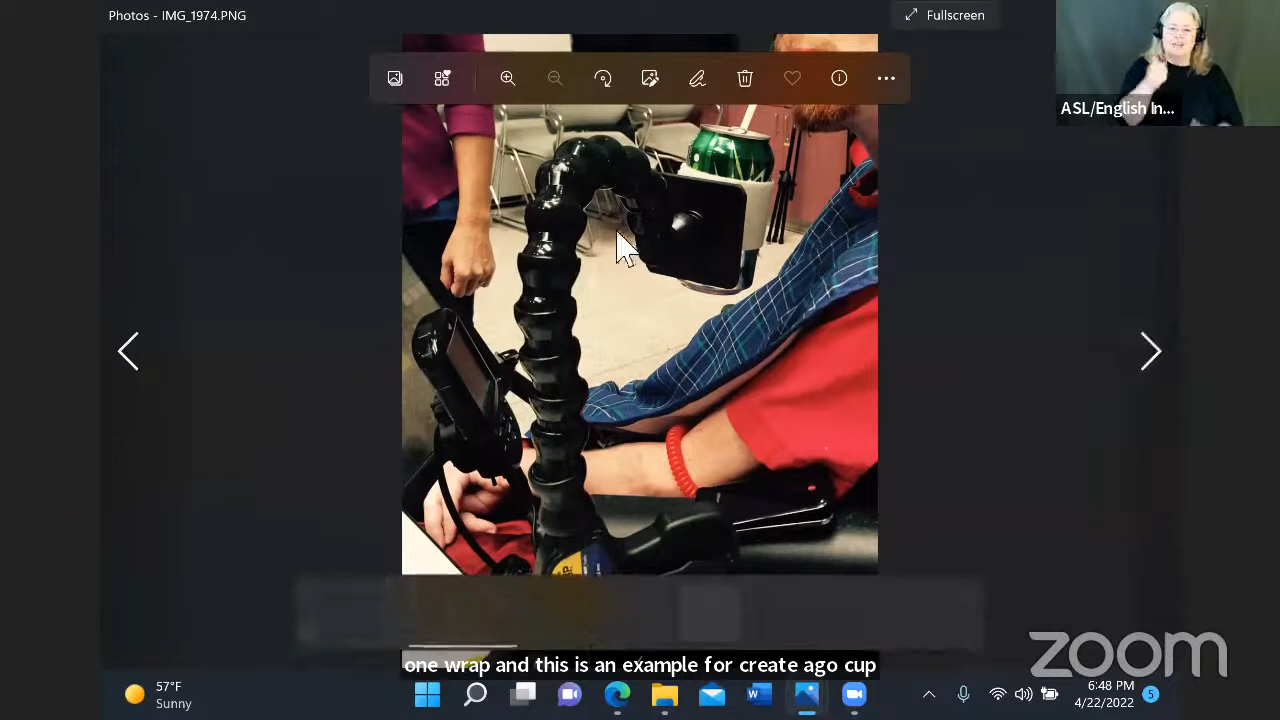 Photos - IMG_1974.PNG
Fullscreen
ASL/English In...
one wrap and this is an example for create ago cup
zoom
57°F
Sunny
6:48 PM
4/22/2022
5